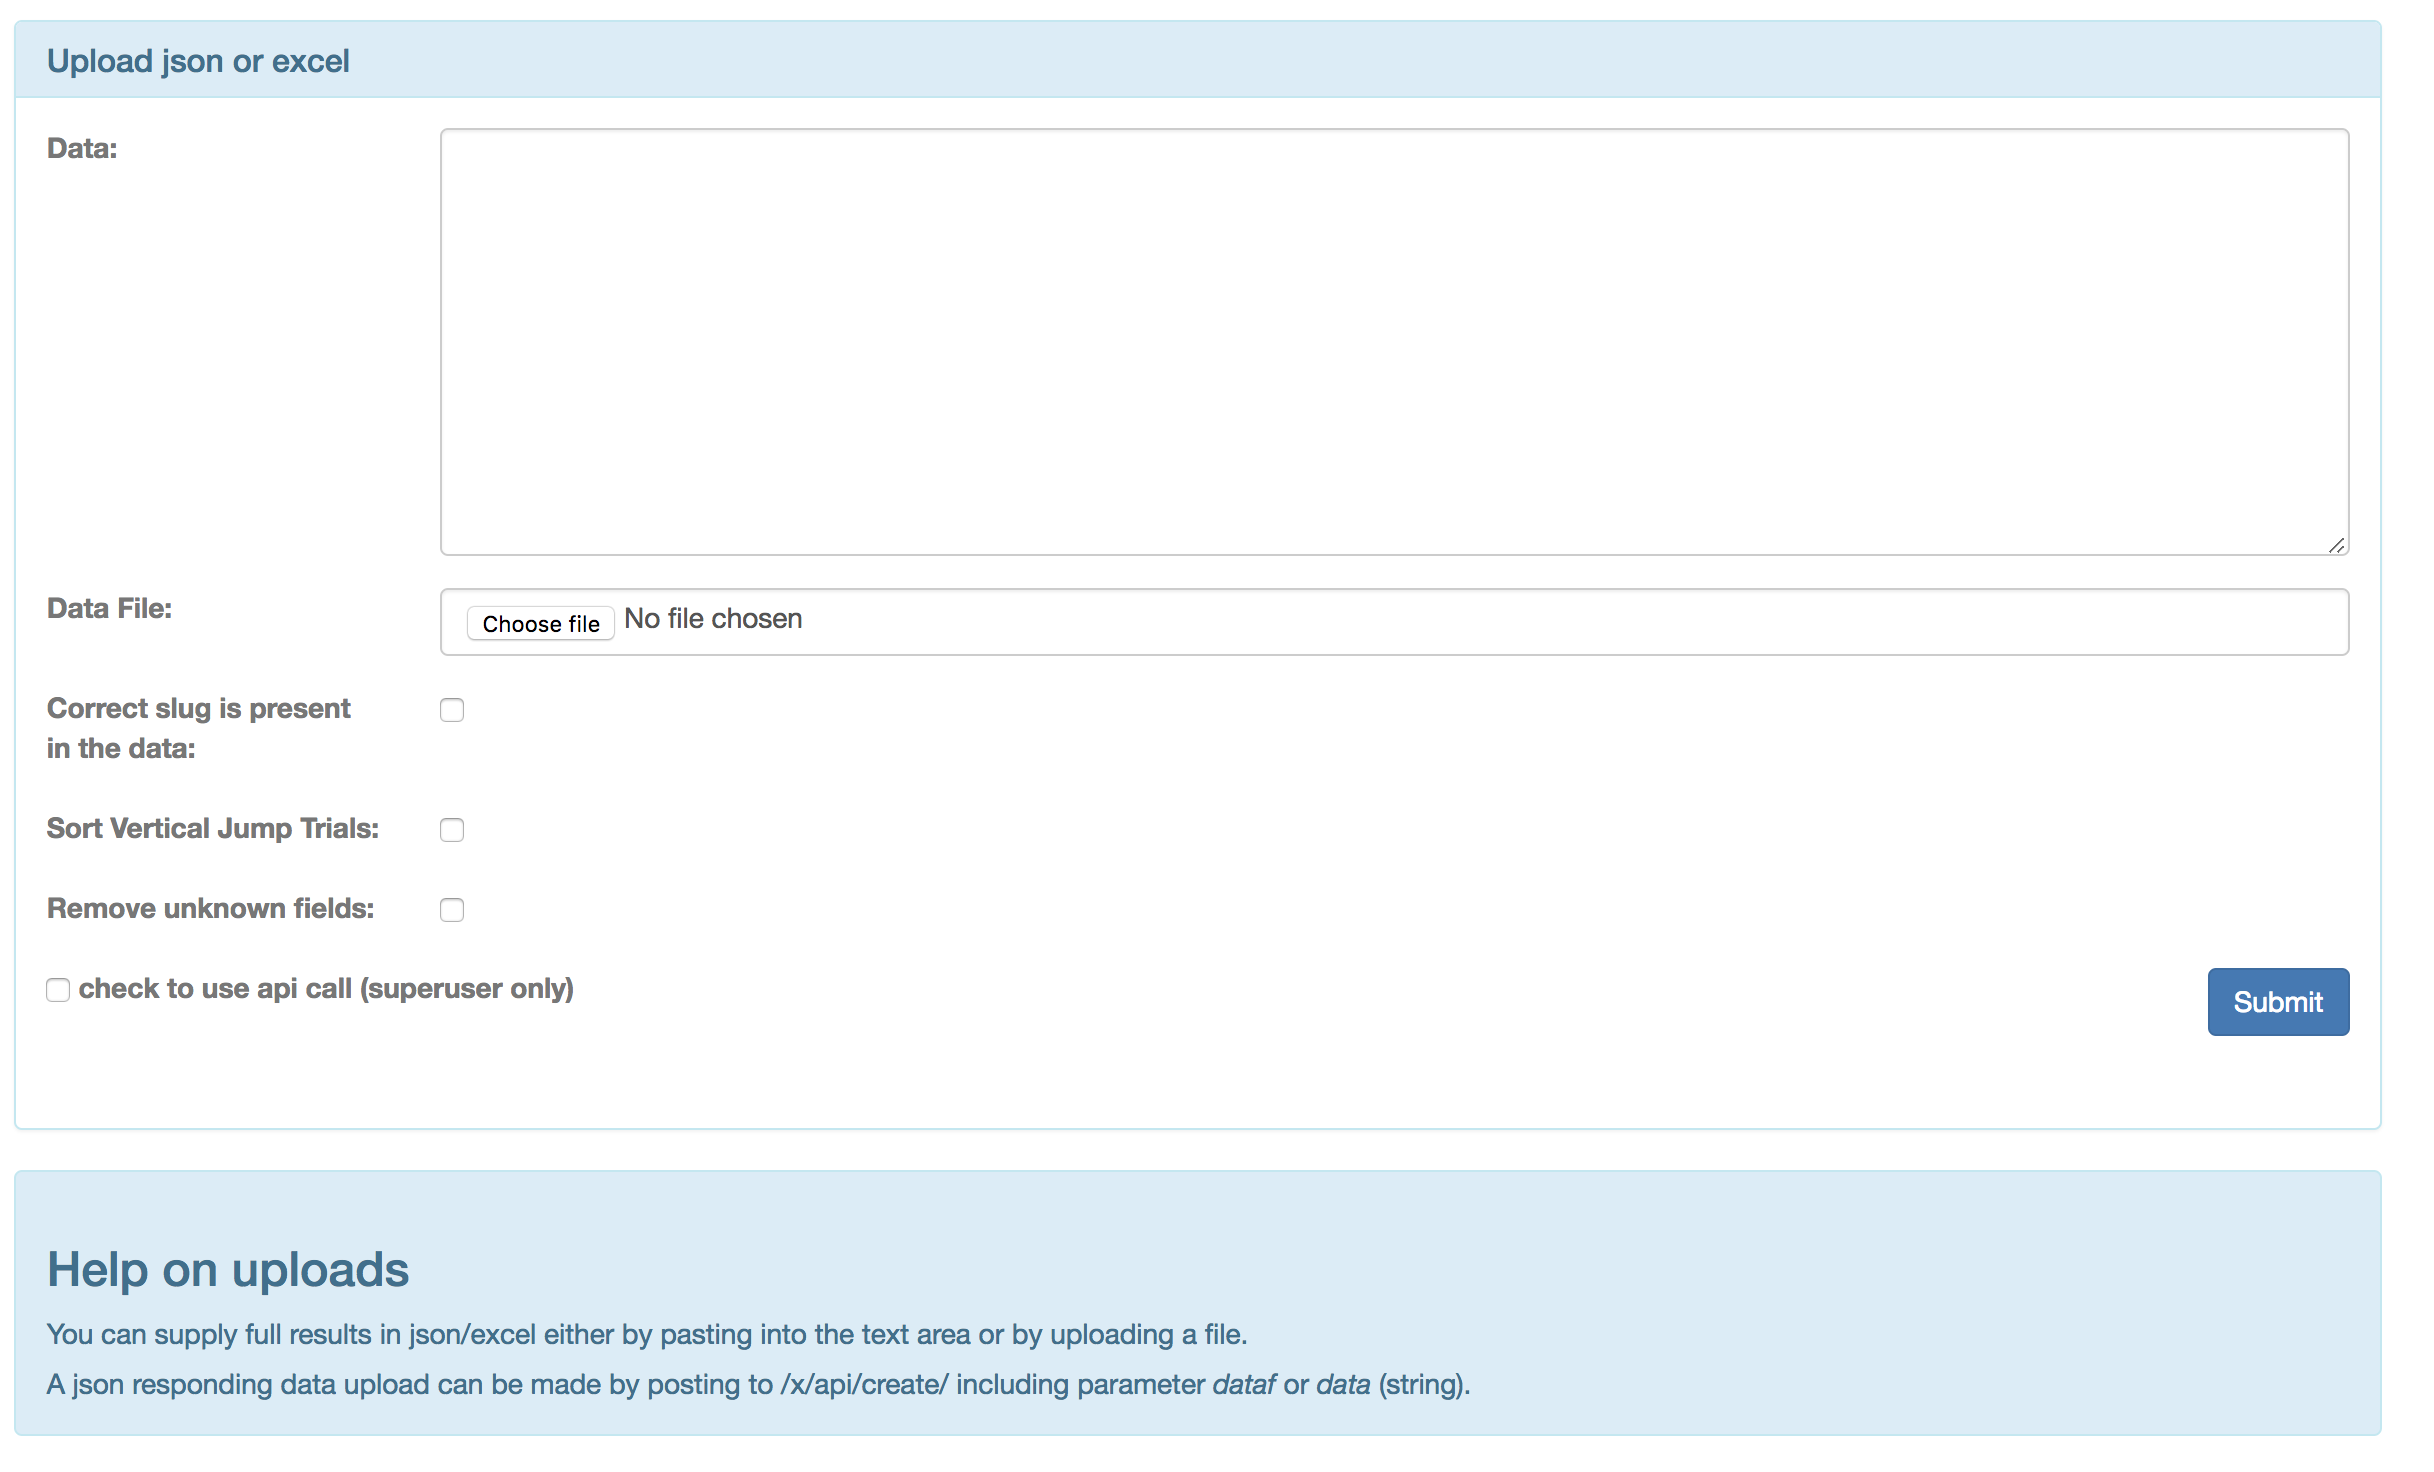 Upload json or excel
Data:
Data File:
Choose file No file chosen
Correct slug is present
in the data:
Sort Vertical Jump Trials:
Remove unknown fields:
check to use api call (superuser only)
Submit
Help on uploads
You can supply full results in json/excel either by pasting into the text area or by uploading a file.
A json responding data upload can be made by posting to /x/api/create/ including parameter dataf or data (string).